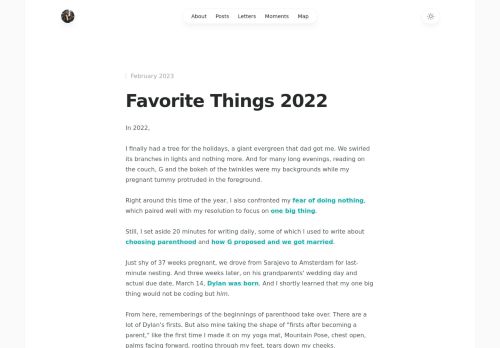 About Posts Letters Moments Map
February 2023
Favorite Things 2022
In 2022,
I finally had a tree for the holidays, a giant evergreen that dad got me. We swirled
its branches in lights and nothing more. And for many long evenings, reading on
the couch, G and the bokeh of the twinkles were my backgrounds while my
pregnant tummy protruded in the foreground.
Right around this time of the year, I also confronted my fear of doing nothing,
which paired well with my resolution to focus on one big thing.
Still, I set aside 20 minutes for writing daily, some of which I used to write about
choosing parenthood and how G proposed and we got married.
Just shy of 37 weeks pregnant, we drove from Sarajevo to Amsterdam for last-
minute nesting. And three weeks later, on his grandparents' wedding day and
actual due date, March 14, Dylan was born. And I shortly learned that my one big
thing would not be coding but him.
From here, rememberings of the beginnings of parenthood take over. There are a
lot of Dylan's firsts. But also mine taking the shape of "firsts after becoming a
parent," like the first time I made it on my yoga mat, Mountain Pose, chest open,
palms facing forward, rooting through my feet, tears down my cheeks.